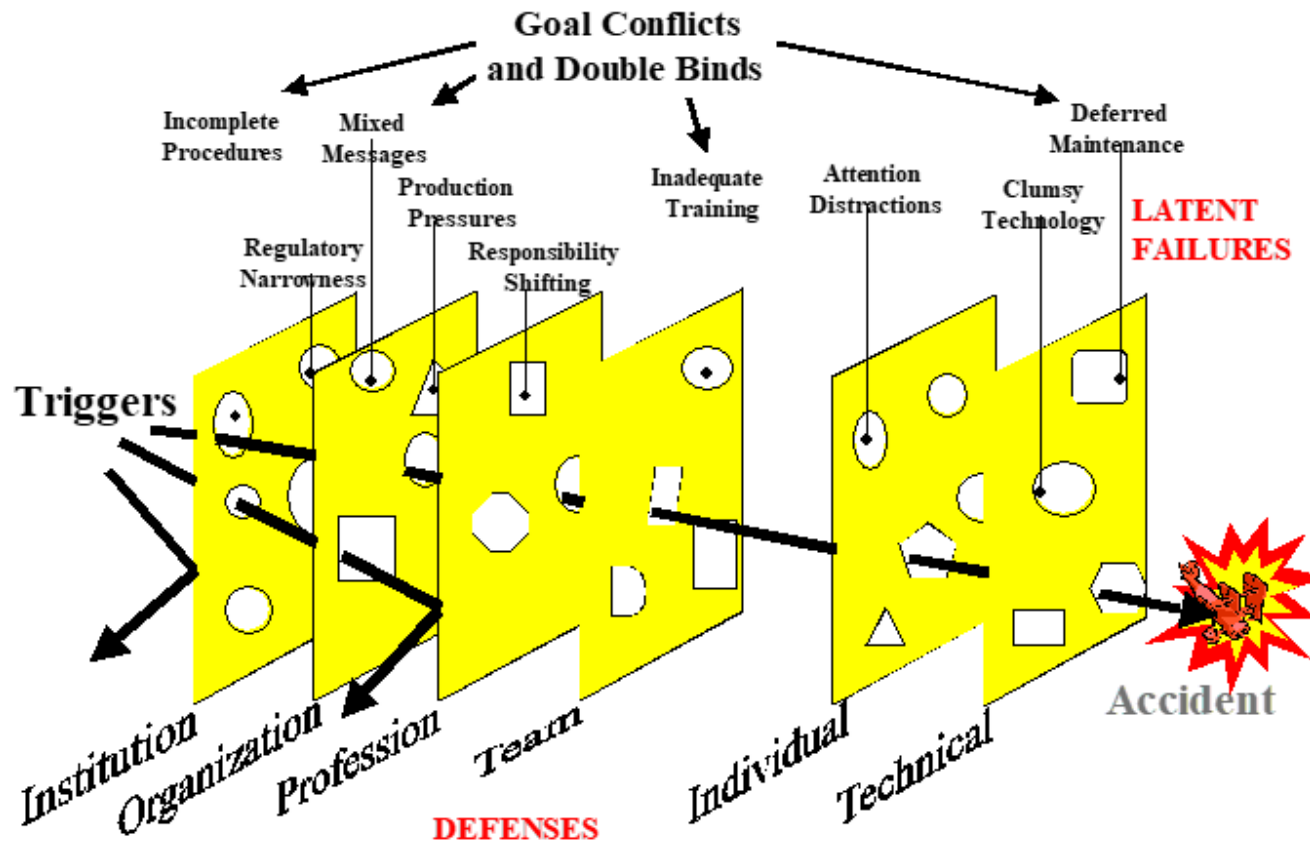 Goal Conflicts
and Double Binds
Incomplete
Procedures
Mixed
Messages
Production
Pressures
Regulatory
Narrowness
Responsibility
Shifting
Inadequate
Training
Attention
Distractions
Clumsy
Technology
Deferred
Maintenance
LATENT
FAILURES
Triggers
Accident
Institution
Organization
Profession
Team
Individual
Technical
DEFENSES